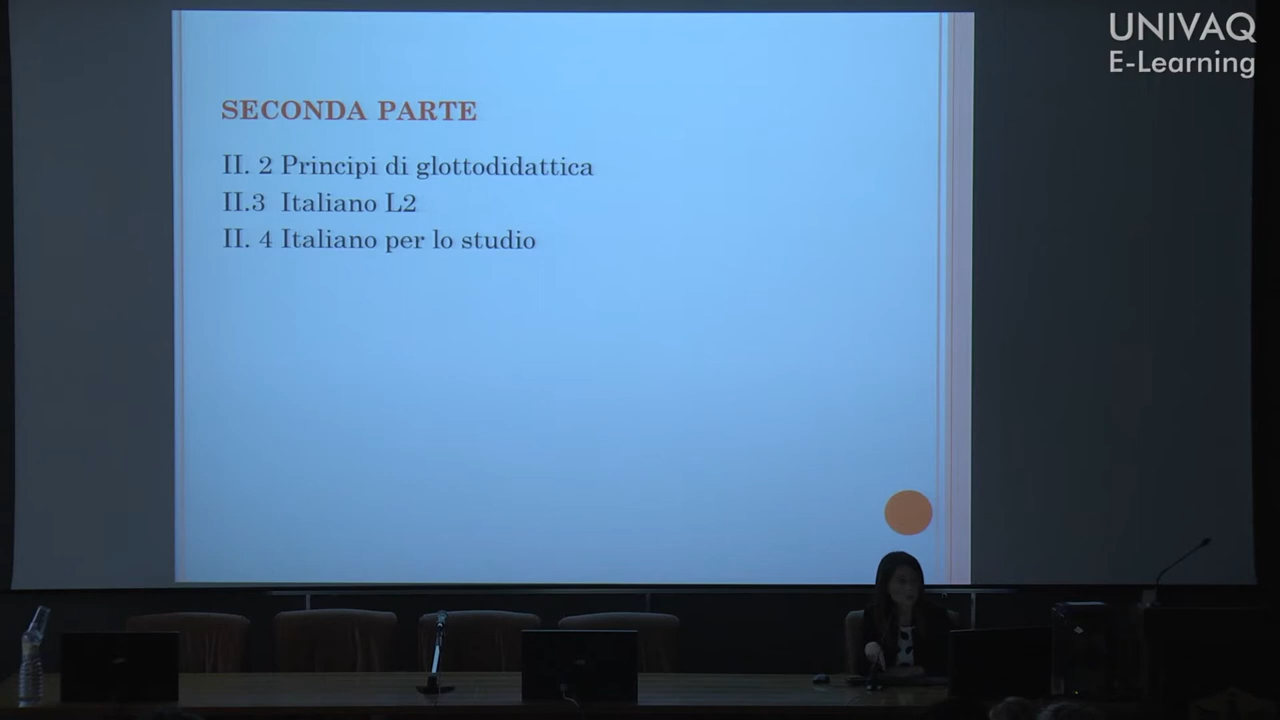 UNIVAQ
E-Learning
SECONDA PARTE
II. 2 Principi di glottodidattica
II.3 Italiano L2
II. 4 Italiano per lo studio